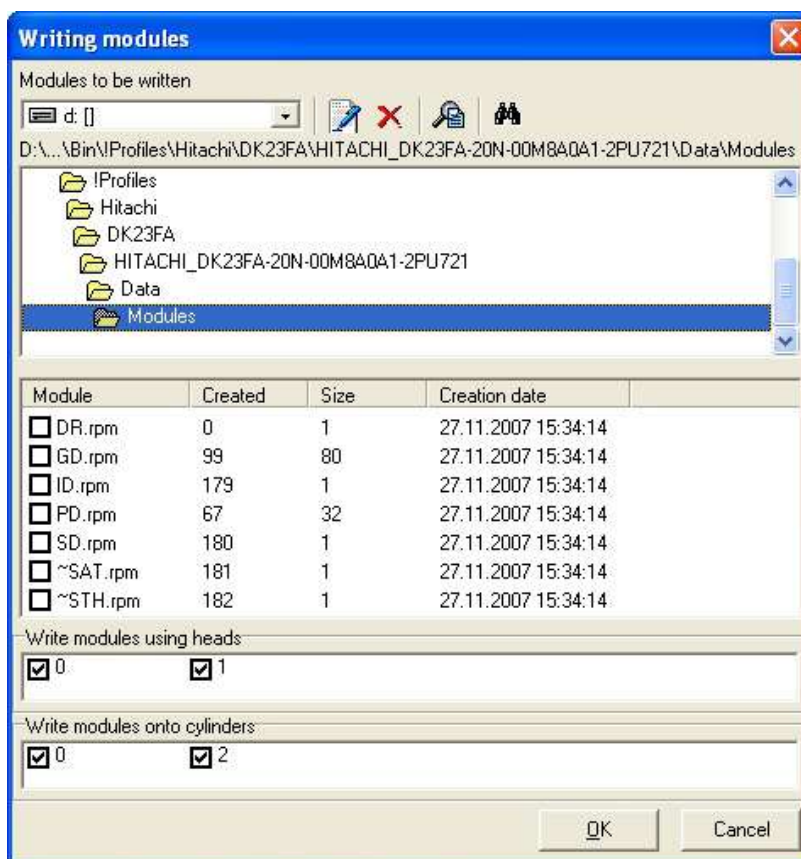 Writing modules
Modules to be written
d: []
D:\...\Bin\!Profiles\Hitachi\DK23FA\HITACHI_DK23FA-20N-00M8A0A1-2PU721\Data\Modules
!Profiles
Hitachi
DK23FA
HITACHI_DK23FA-20N-00M8A0A1-2PU721
Data
Modules
Module Created Size Creation date
DR.rpm 0 1 27.11.2007 15:34:14
GD.rpm 99 80 27.11.2007 15:34:14
ID.rpm 179 1 27.11.2007 15:34:14
PD.rpm 67 32 27.11.2007 15:34:14
SD.rpm 180 1 27.11.2007 15:34:14
~SAT.rpm 181 1 27.11.2007 15:34:14
~STH.rpm 182 1 27.11.2007 15:34:14
Write modules using heads
0 1
Write modules onto cylinders
0 2
OK Cancel